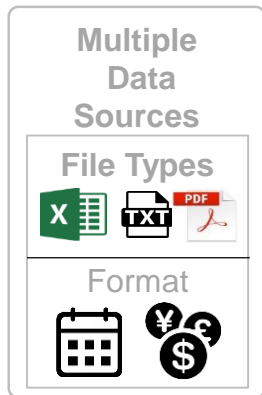 Multiple
Data
Sources
File Types
X TXT PDF
Format
¥ £
$